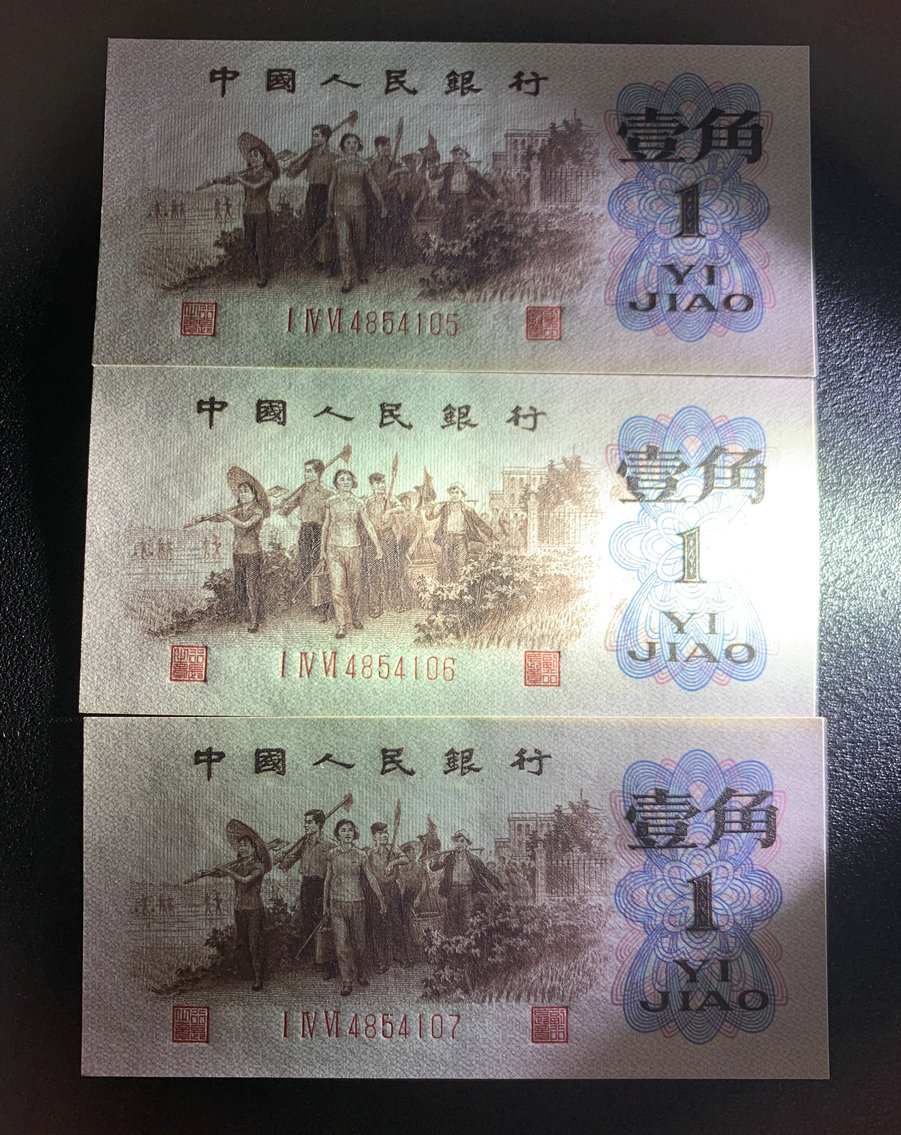 中國人民銀行
壹角
1
YI
JIAO
I IV VI 4854105
中國人民銀行
壹角
1
YI
JIAO
I IV VI 4854106
中國人民銀行
壹角
1
YI
JIAO
I IV VI 4854107